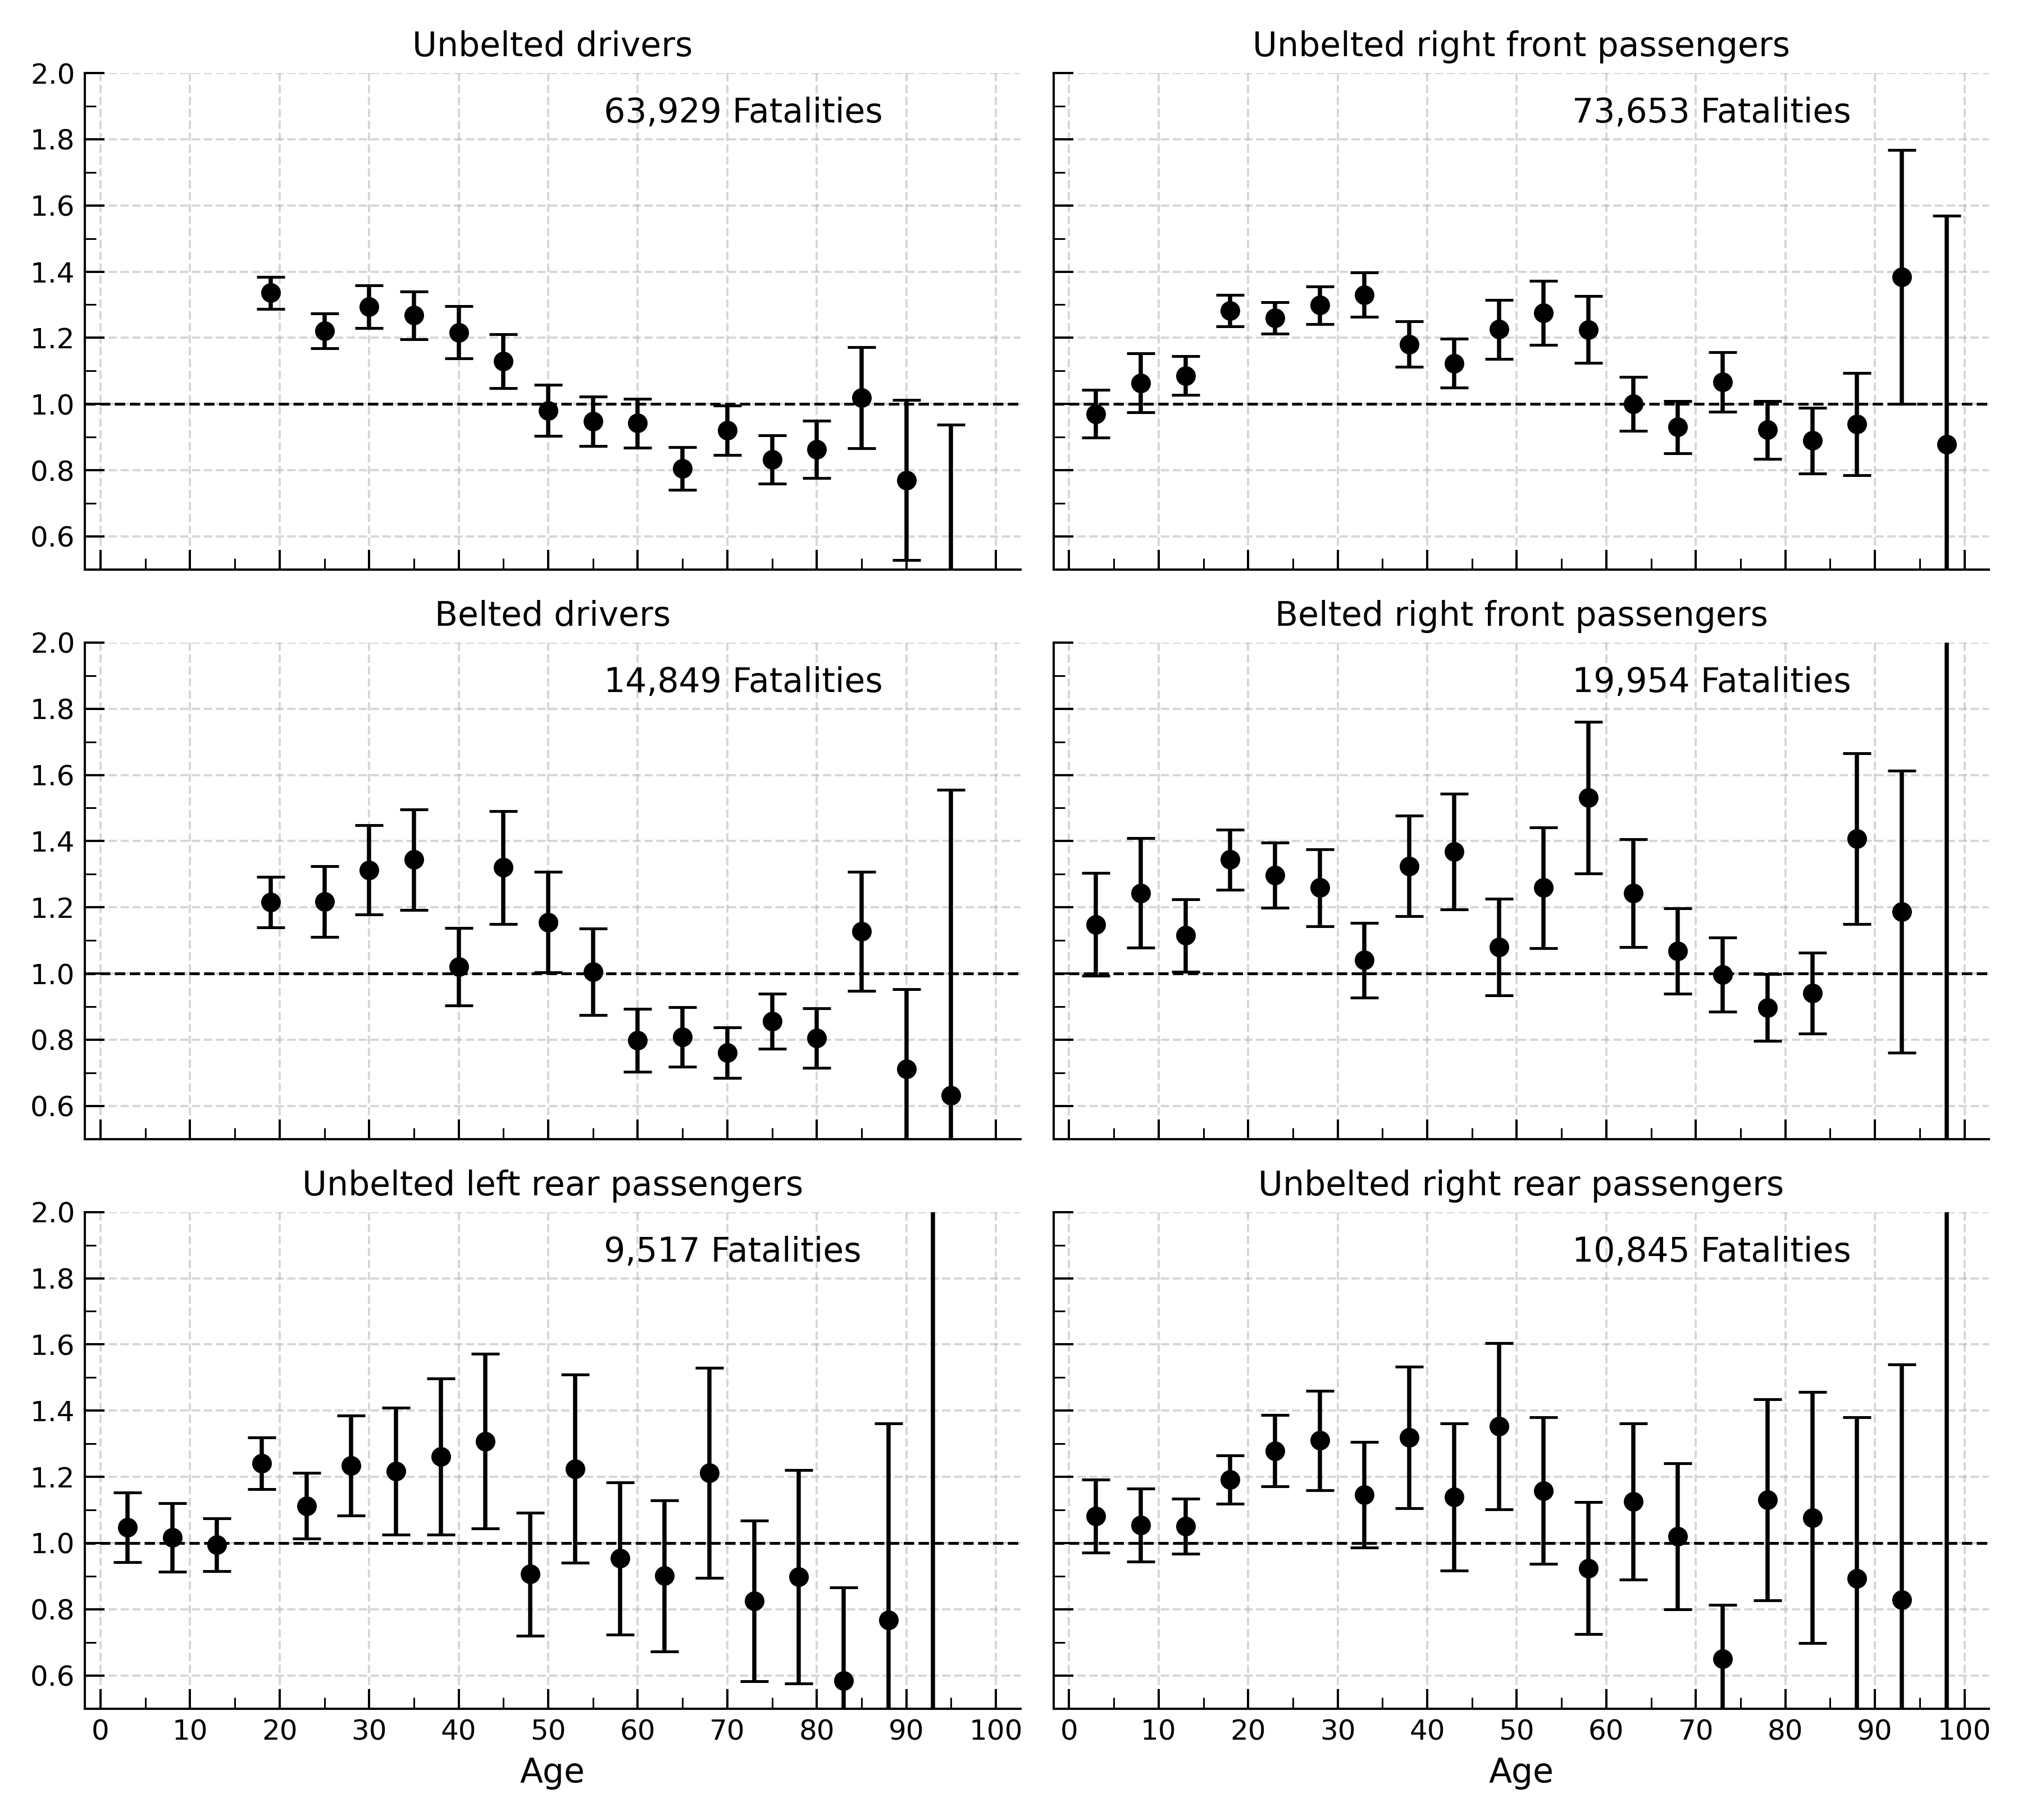 Unbelted drivers
63,929 Fatalities
2.0
1.8
1.6
1.4
1.2
1.0
0.8
0.6
Unbelted right front passengers
73,653 Fatalities
Belted drivers
14,849 Fatalities
2.0
1.8
1.6
1.4
1.2
1.0
0.8
0.6
Belted right front passengers
19,954 Fatalities
Unbelted left rear passengers
9,517 Fatalities
2.0
1.8
1.6
1.4
1.2
1.0
0.8
0.6
0 10 20 30 40 50 60 70 80 90 100
Age
Unbelted right rear passengers
10,845 Fatalities
0 10 20 30 40 50 60 70 80 90 100
Age